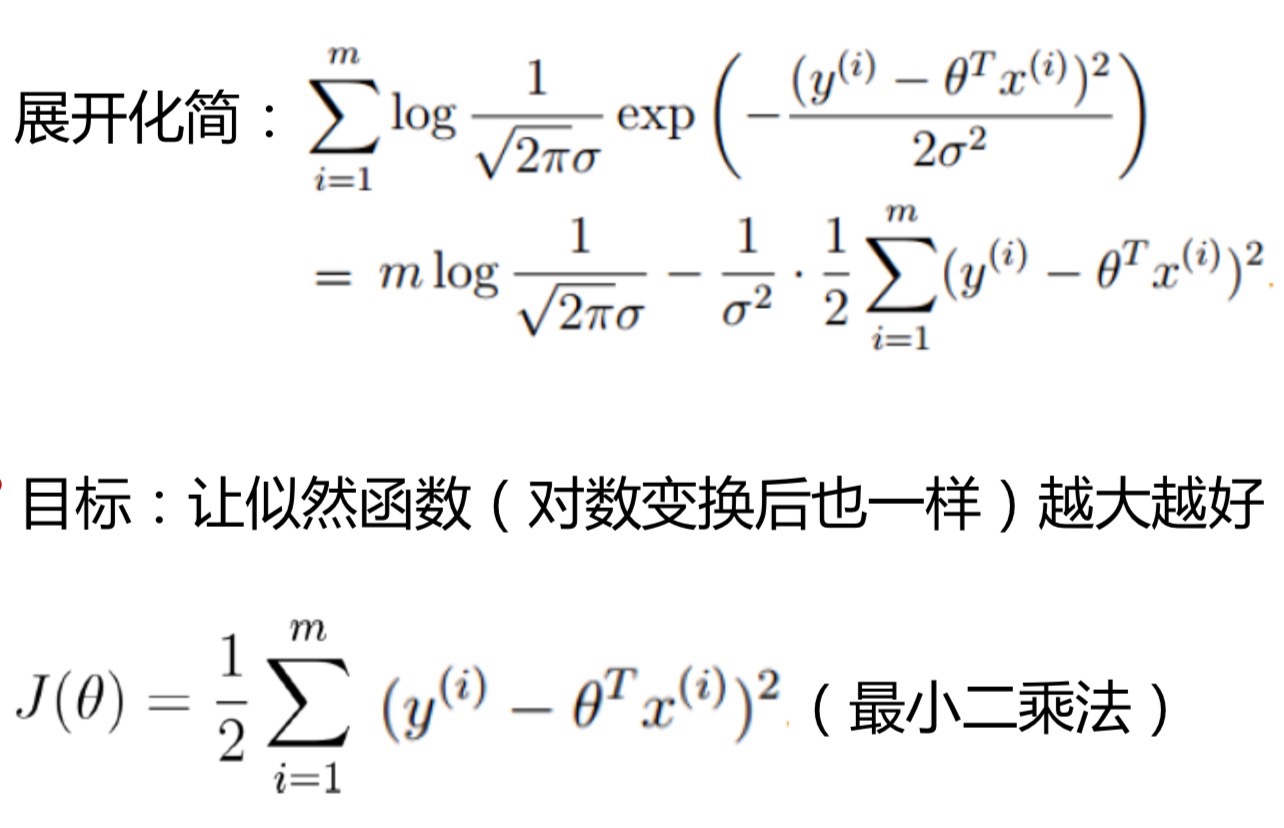 展开化简：$\sum_{i=1}^{m} \log \frac{1}{\sqrt{2\pi}\sigma} \exp\left(-\frac{(y^{(i)} - \theta^T x^{(i)})^2}{2\sigma^2}\right)$
$= m \log \frac{1}{\sqrt{2\pi}\sigma} - \frac{1}{\sigma^2} \cdot \frac{1}{2} \sum_{i=1}^{m} (y^{(i)} - \theta^T x^{(i)})^2.$
目标：让似然函数（对数变换后也一样）越大越好
$J(\theta) = \frac{1}{2} \sum_{i=1}^{m} (y^{(i)} - \theta^T x^{(i)})^2.$（最小二乘法）